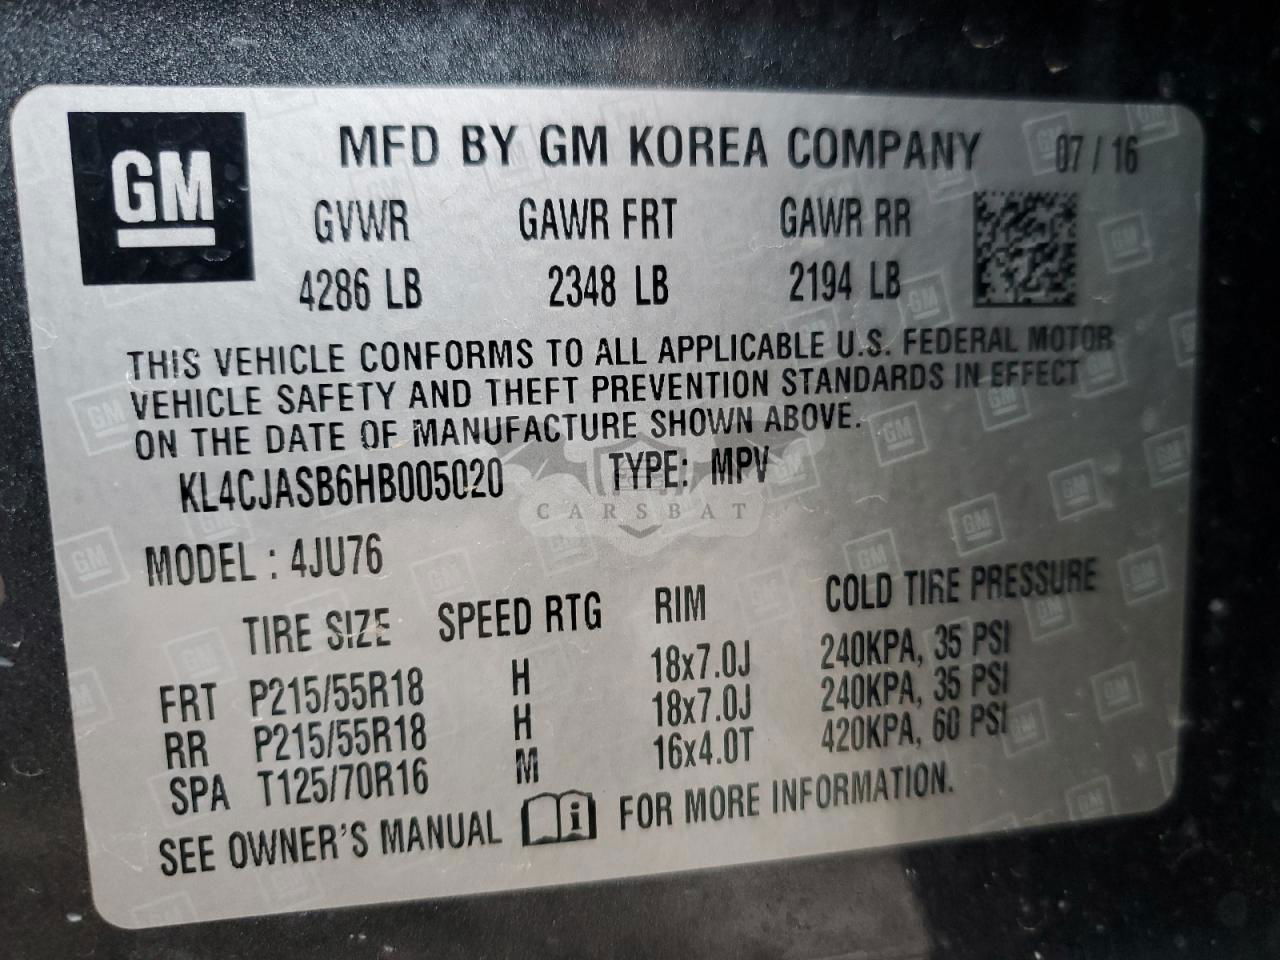 GM
MFD BY GM KOREA COMPANY 07 / 16
GVWR GAWR FRT GAWR RR
4286 LB 2348 LB 2194 LB
THIS VEHICLE CONFORMS TO ALL APPLICABLE U.S. FEDERAL MOTOR
VEHICLE SAFETY AND THEFT PREVENTION STANDARDS IN EFFECT
ON THE DATE OF MANUFACTURE SHOWN ABOVE.
KL4CJASB6HB005020 TYPE: MPV
CARSBAT
MODEL : 4JU76
TIRE SIZE SPEED RTG RIM COLD TIRE PRESSURE
FRT P215/55R18 H 18x7.0J 240KPA, 35 PSI
RR P215/55R18 H 18x7.0J 240KPA, 35 PSI
SPA T125/70R16 M 16x4.0T 420KPA, 60 PSI
SEE OWNER'S MANUAL i FOR MORE INFORMATION.